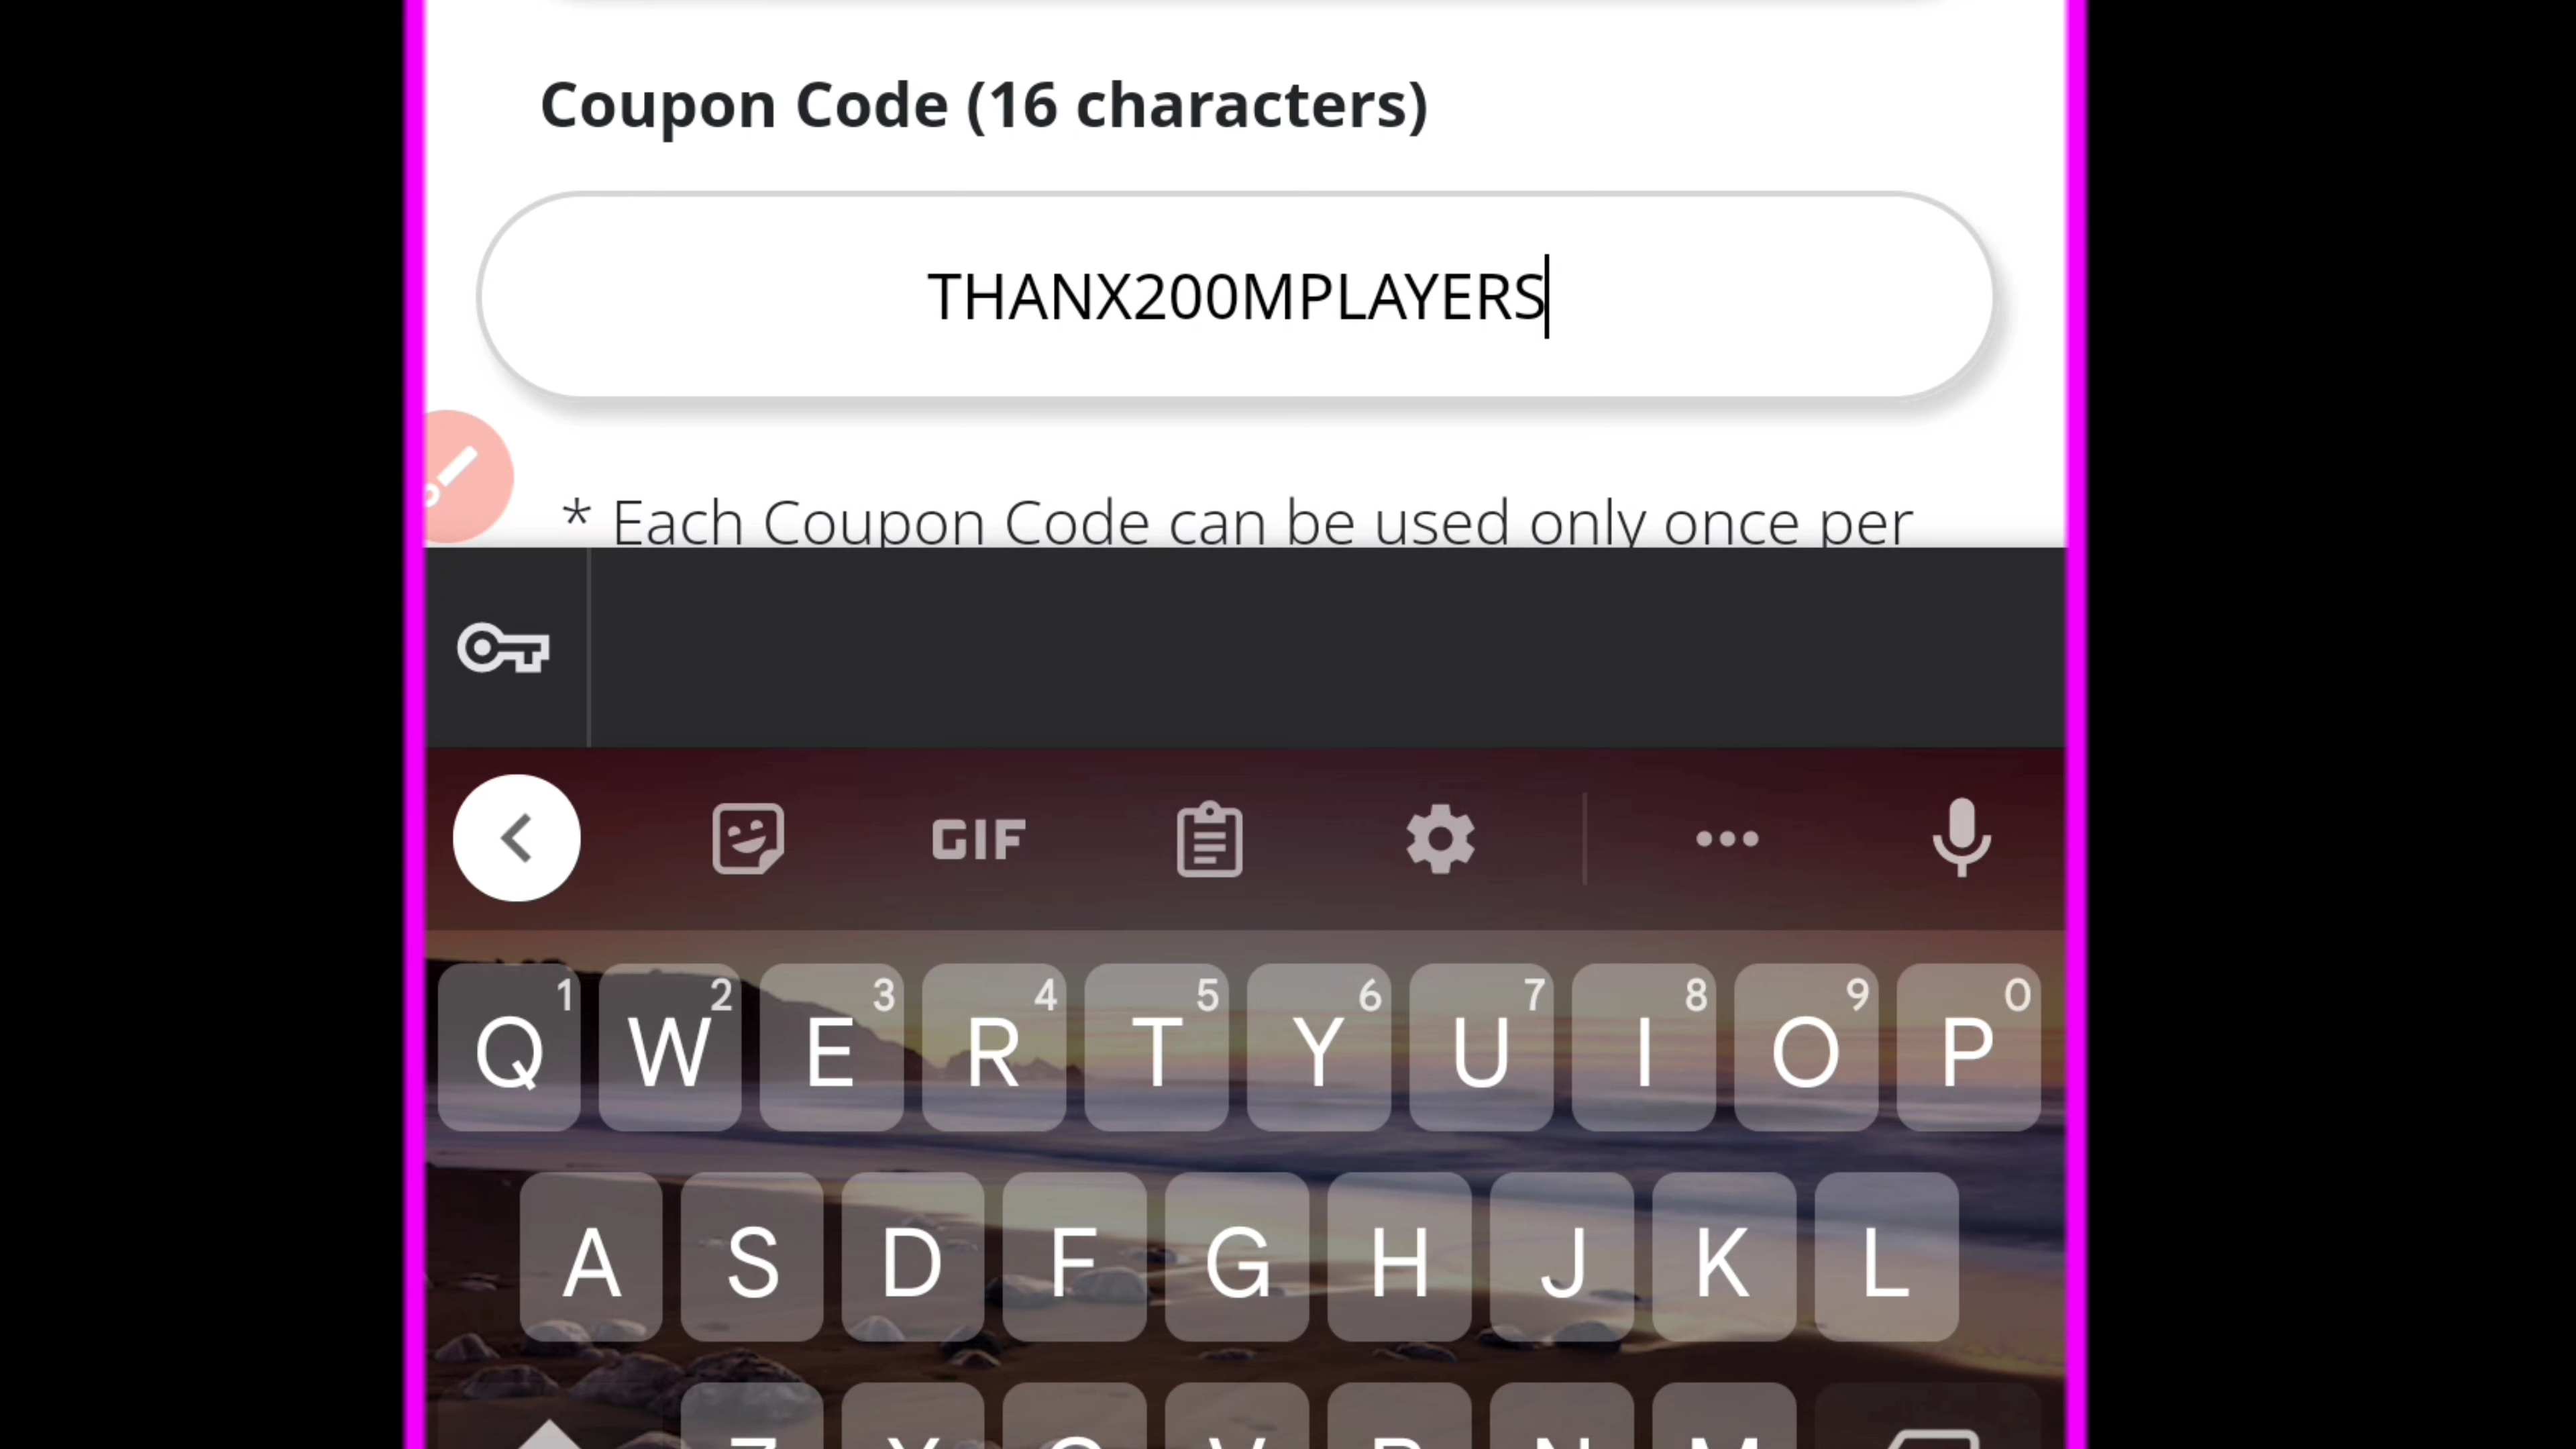 Coupon Code (16 characters)
THANX200MPLAYERS
* Each Coupon Code can be used only once per
GIF
1 2 3 4 5 6 7 8 9 0
Q W E R T Y U I O P
A S D F G H J K L
Z X C V B N M